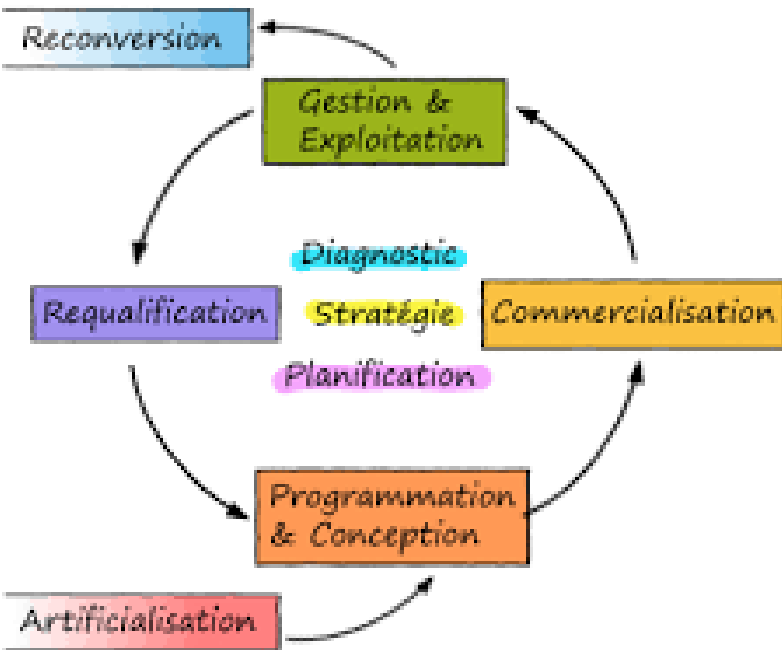 Reconversion
Gestion &
Exploitation
Diagnostic
Requalification
Stratégie
Commercialisation
Planification
Programmation
& Conception
Artificialisation